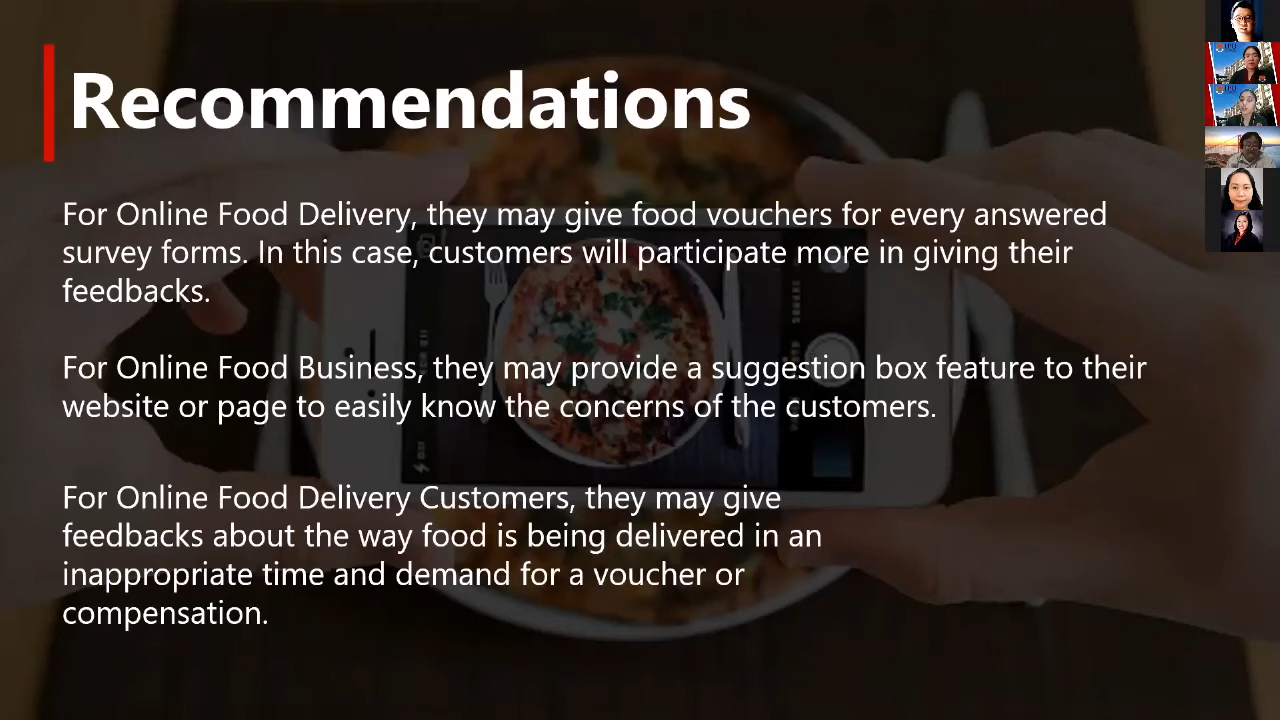 Recommendations
For Online Food Delivery, they may give food vouchers for every answered
survey forms. In this case, customers will participate more in giving their
feedbacks.
For Online Food Business, they may provide a suggestion box feature to their
website or page to easily know the concerns of the customers.
For Online Food Delivery Customers, they may give
feedbacks about the way food is being delivered in an
inappropriate time and demand for a voucher or
compensation.